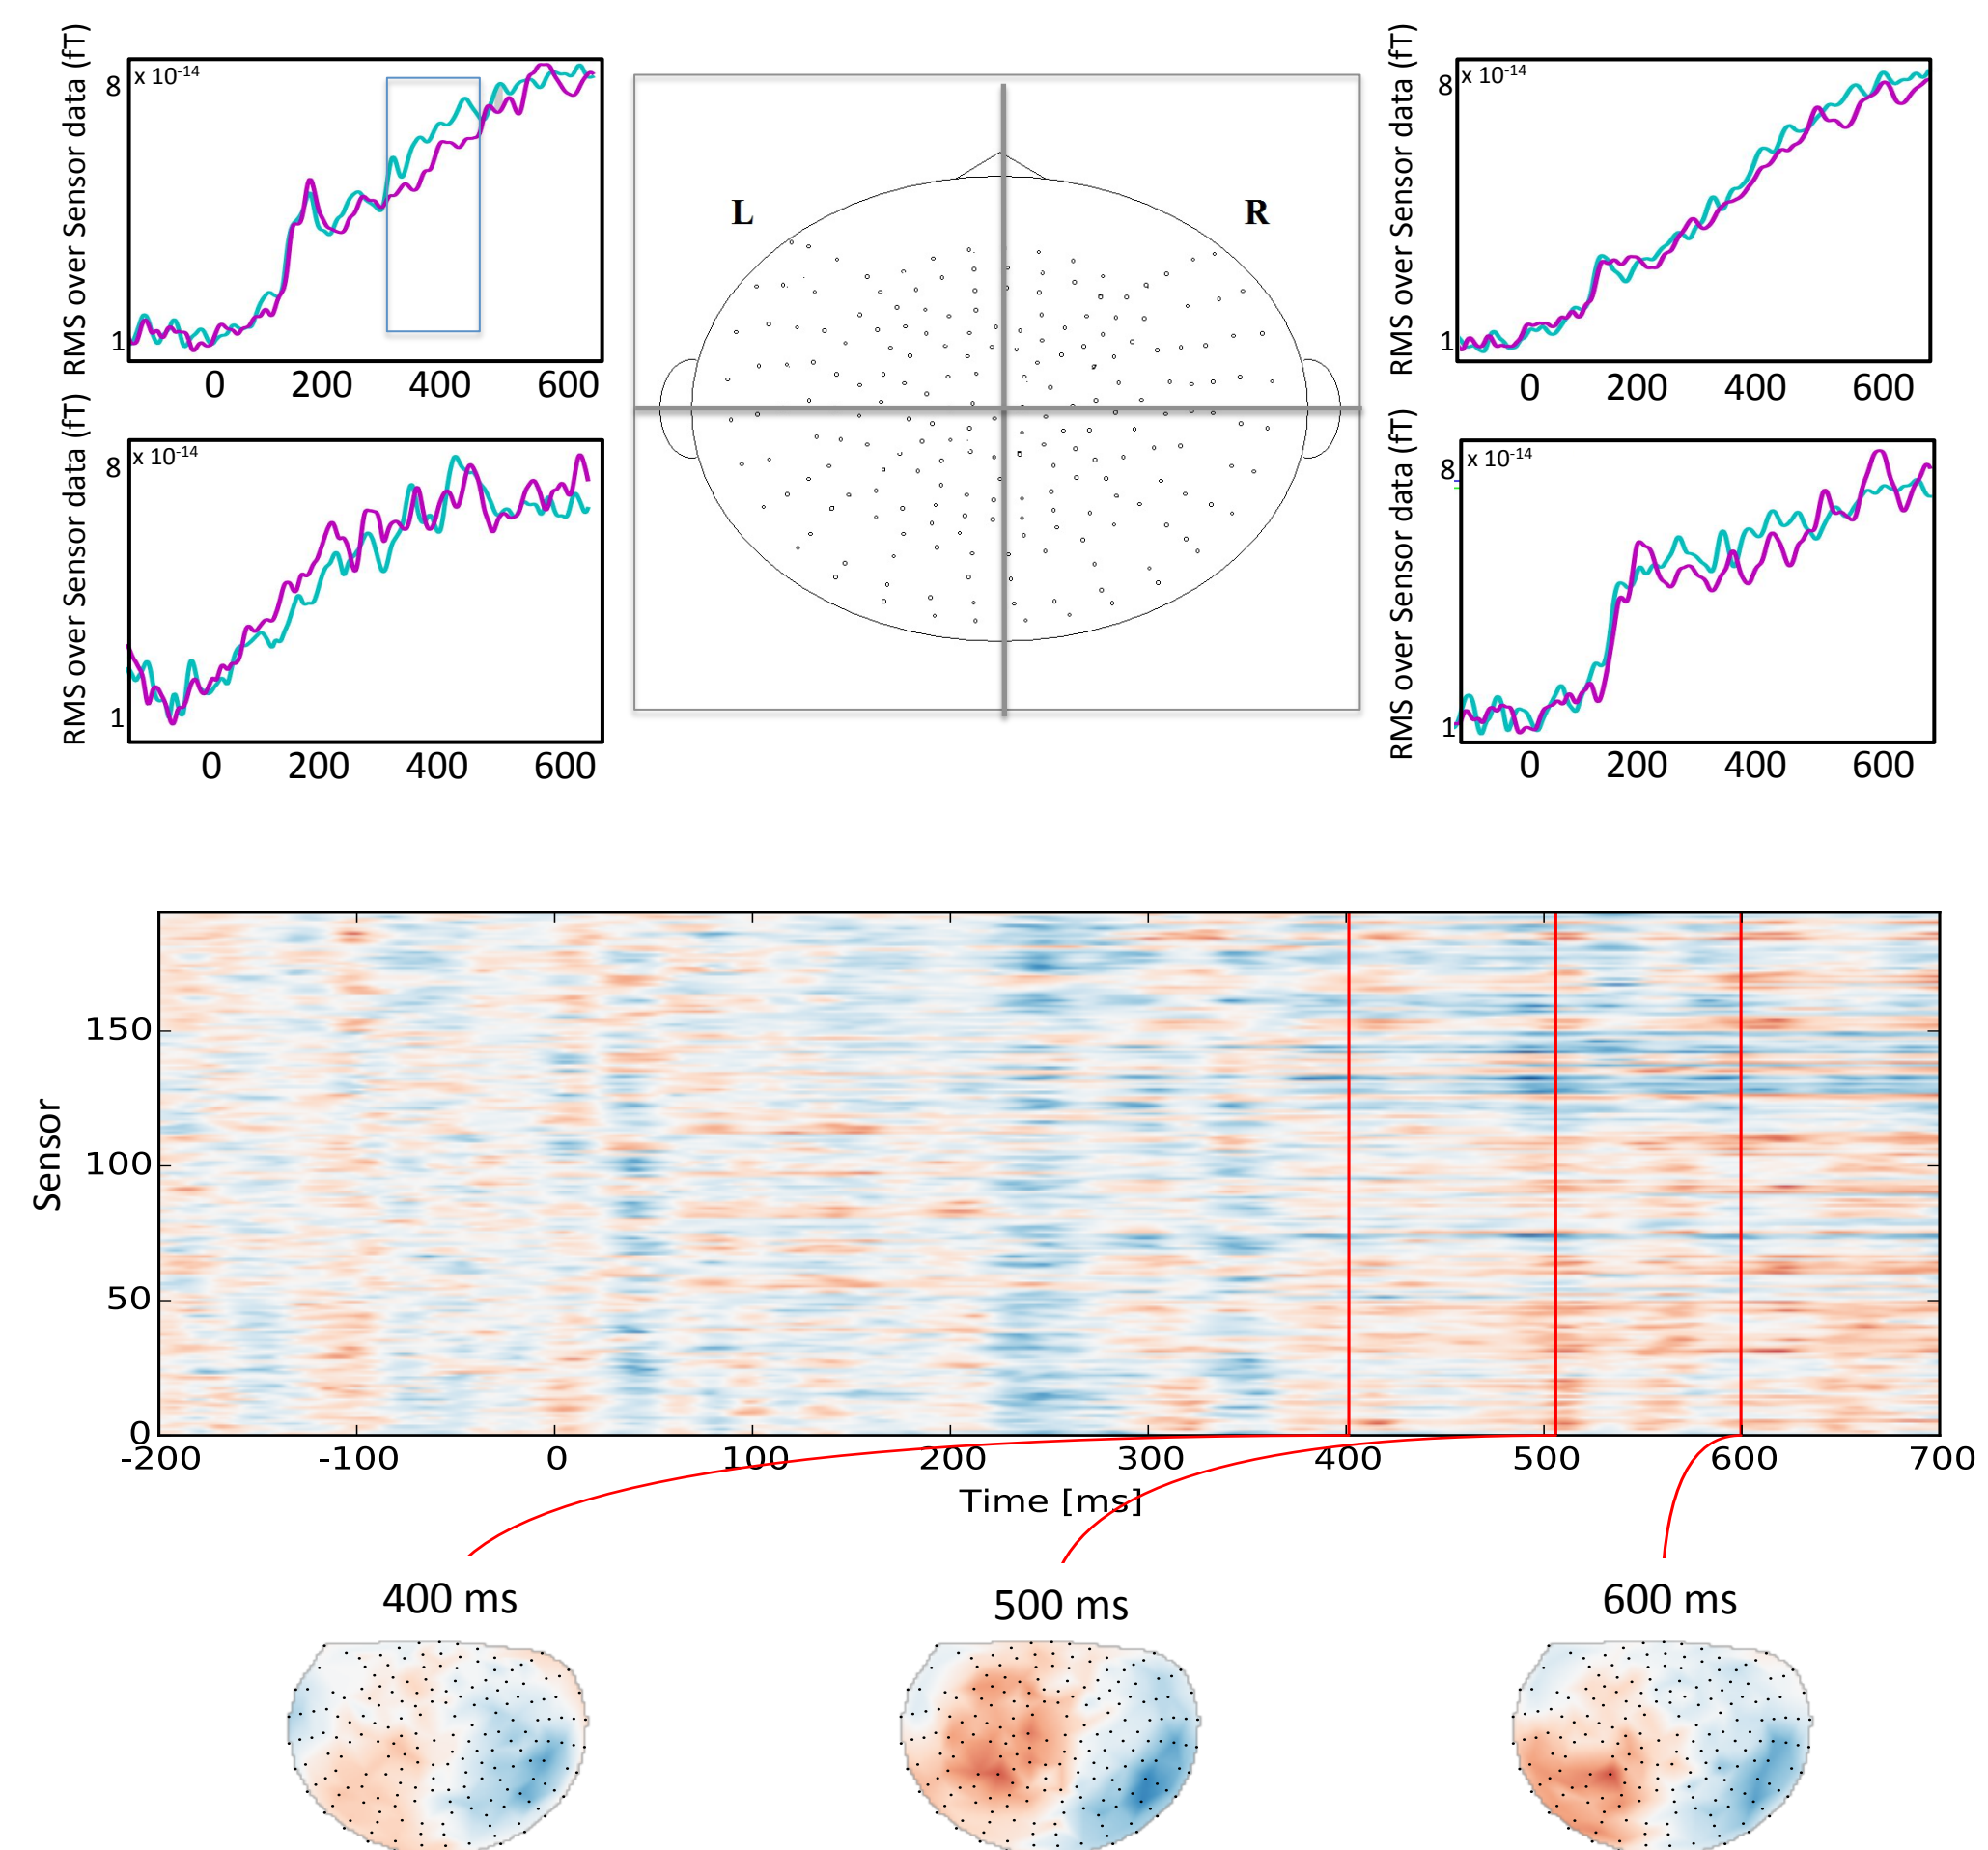 RMS over Sensor data (fT)
8
x 10-14
1
0 200 400 600
L
R
RMS over Sensor data (fT)
8
x 10-14
1
0 200 400 600
RMS over Sensor data (fT)
8
x 10-14
1
0 200 400 600
RMS over Sensor data (fT)
8
x 10-14
1
0 200 400 600
Sensor
150
100
50
0
-200 -100 0 100 200 300 400 500 600 700
Time [ms]
400 ms
500 ms
600 ms